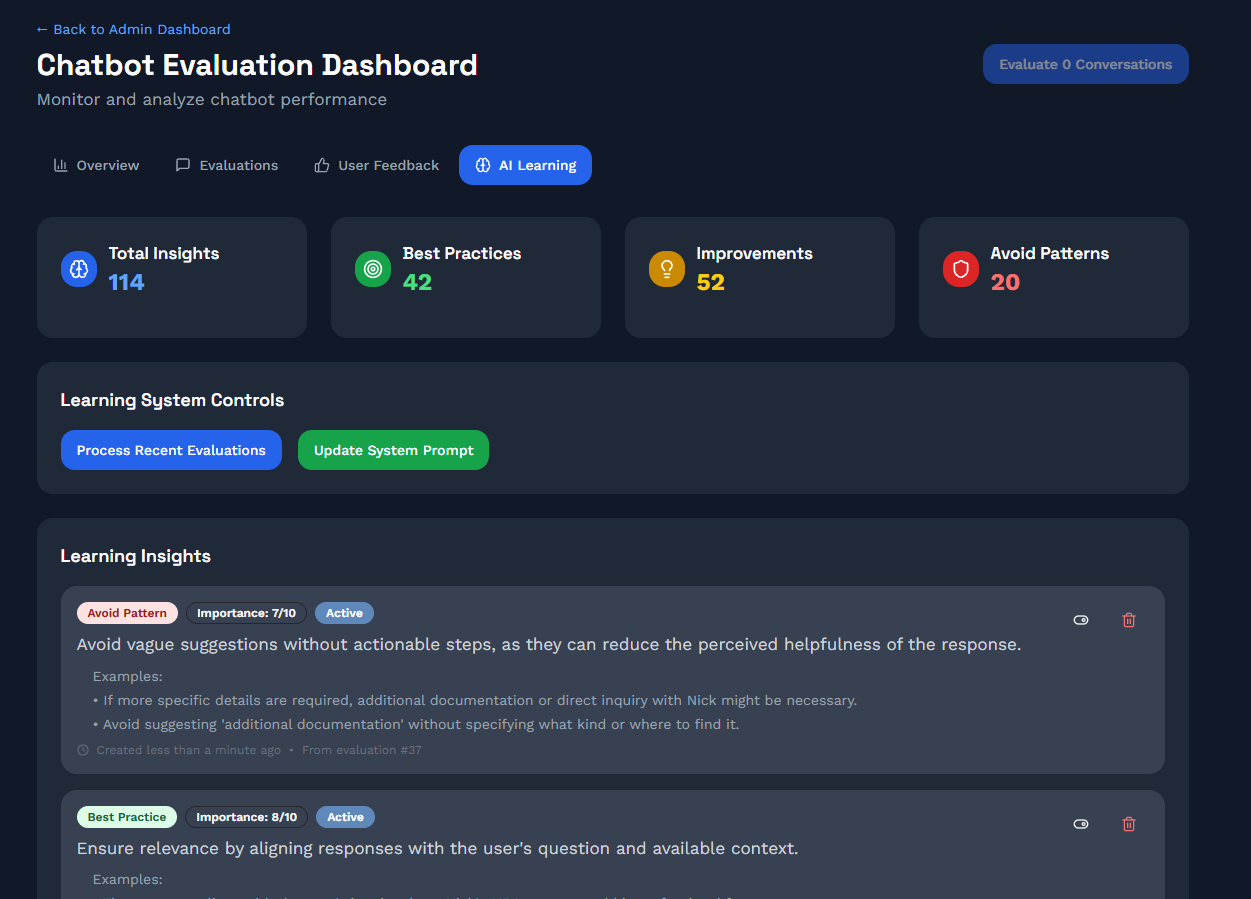 ← Back to Admin Dashboard
Chatbot Evaluation Dashboard
Evaluate 0 Conversations
Monitor and analyze chatbot performance
Overview
Evaluations
User Feedback
AI Learning
Total Insights
114
Best Practices
42
Improvements
52
Avoid Patterns
20
Learning System Controls
Process Recent Evaluations
Update System Prompt
Learning Insights
Avoid Pattern
Importance: 7/10
Active
Avoid vague suggestions without actionable steps, as they can reduce the perceived helpfulness of the response.
Examples:
• If more specific details are required, additional documentation or direct inquiry with Nick might be necessary.
• Avoid suggesting 'additional documentation' without specifying what kind or where to find it.
Created less than a minute ago • From evaluation #37
Best Practice
Importance: 8/10
Active
Ensure relevance by aligning responses with the user's question and available context.
Examples: